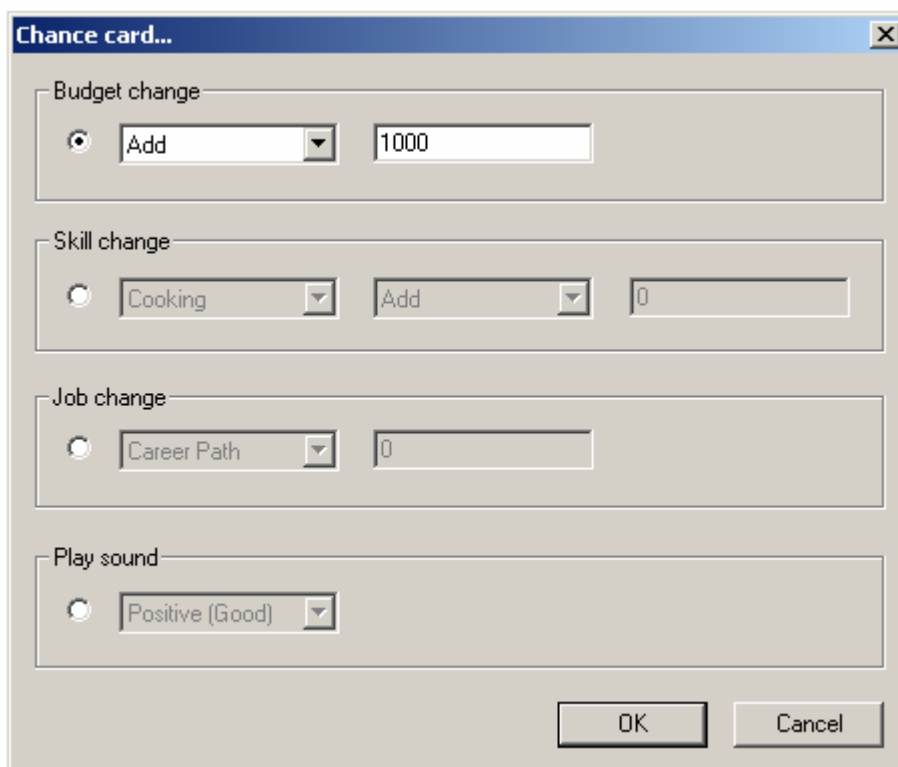 Chance card...
Budget change
Add 1000
Skill change
Cooking Add 0
Job change
Career Path 0
Play sound
Positive (Good)
OK Cancel